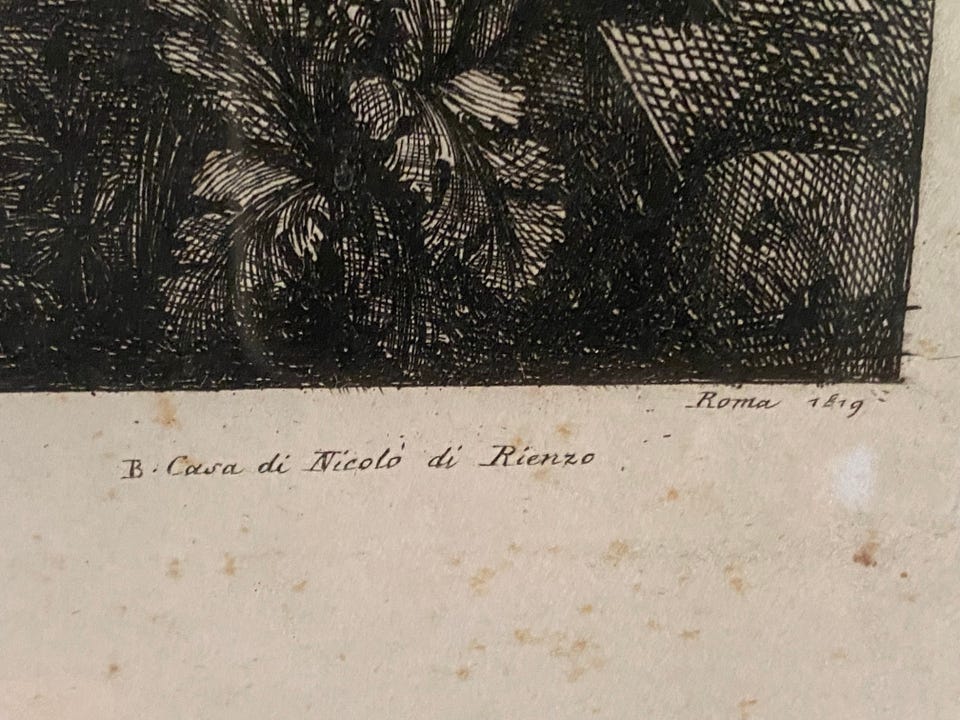 Roma 1819
B. Casa di Nicolò di Rienzo